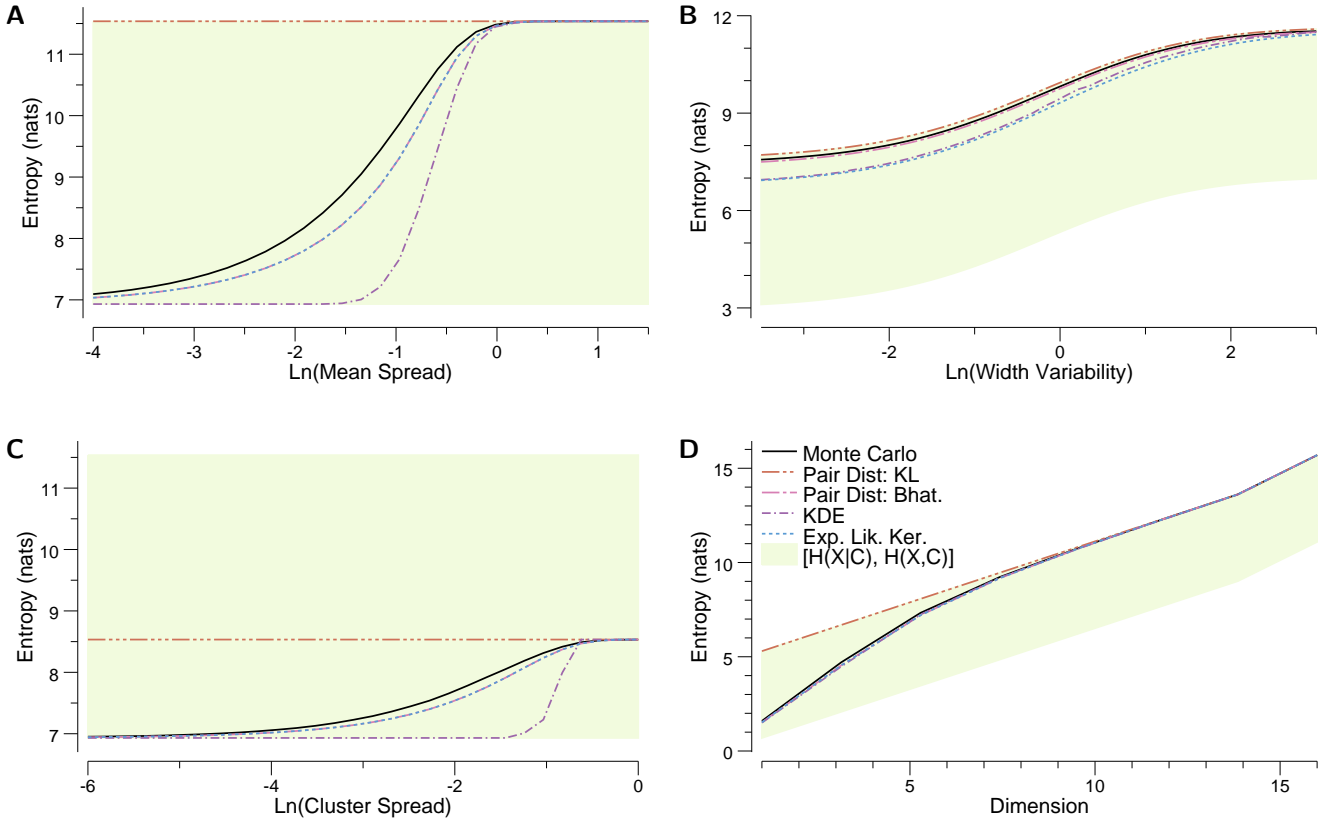 A
Entropy (nats)
11
10
9
8
7
-4
-3
-2
-1
0
1
Ln(Mean Spread)
B
Entropy (nats)
12
9
6
3
-2
0
2
Ln(Width Variability)
C
Entropy (nats)
11
10
9
8
7
-6
-4
-2
0
Ln(Cluster Spread)
D
Entropy (nats)
15
10
5
0
Monte Carlo
Pair Dist: KL
Pair Dist: Bhat.
KDE
Exp. Lik. Ker.
[H(X|C), H(X,C)]
5
10
15
Dimension